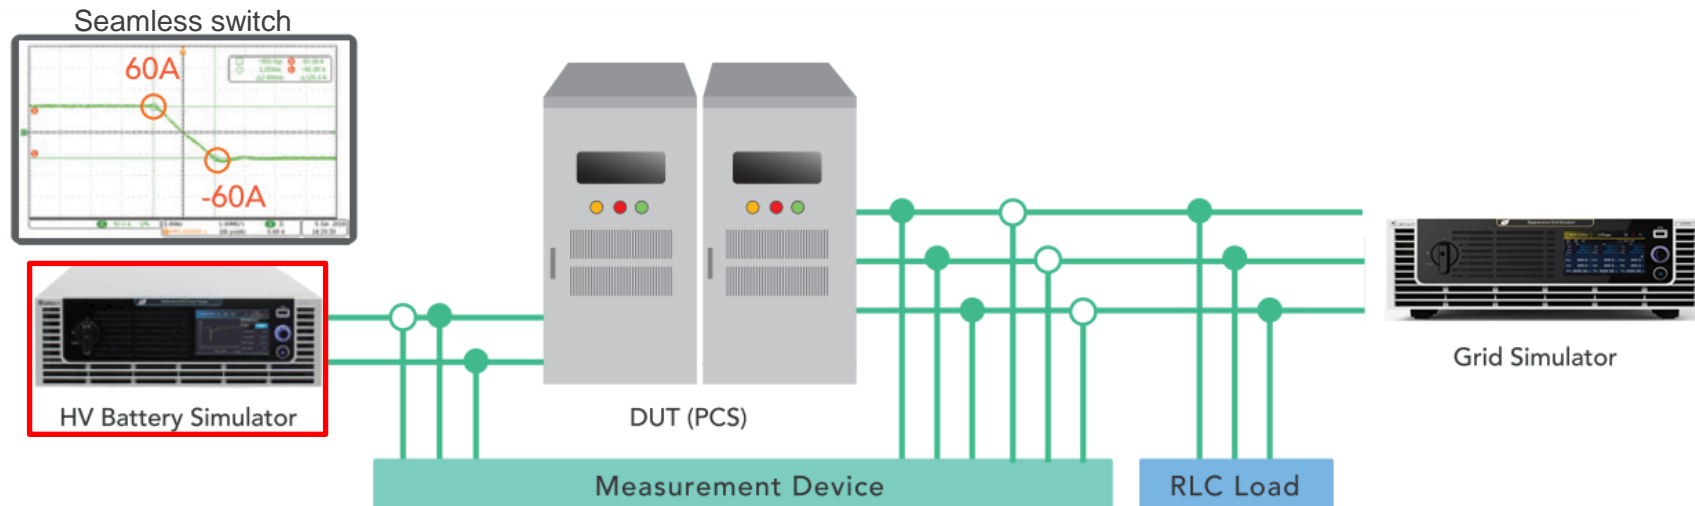 Seamless switch
60A
-60A
HV Battery Simulator
DUT (PCS)
Grid Simulator
Measurement Device
RLC Load